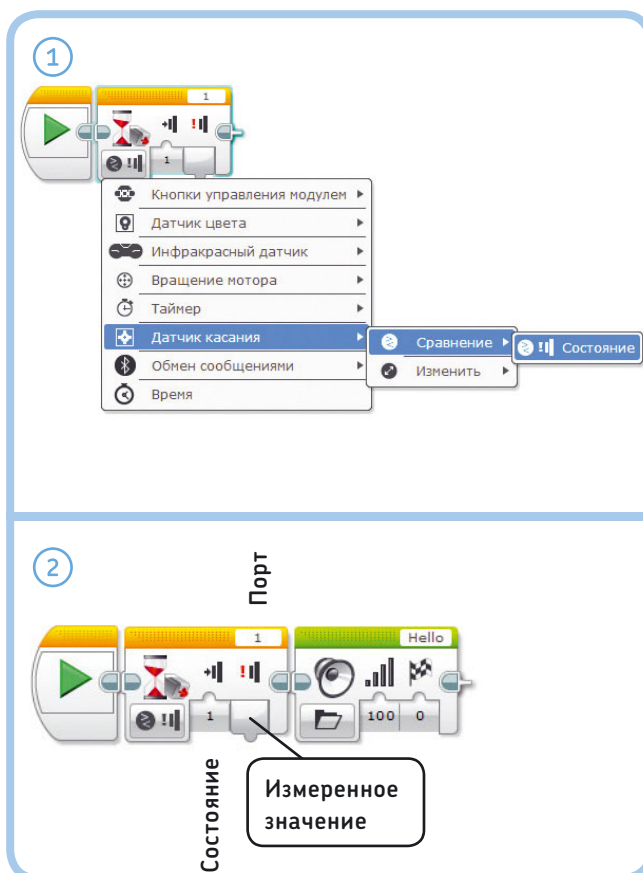 1
1
1
Кнопки управления модулем
Датчик цвета
Инфракрасный датчик
Вращение мотора
Таймер
Датчик касания
Сравнение
Состояние
Обмен сообщениями
Изменить
Время
2
Порт
1
Hello
1
100
0
Состояние
Измеренное
значение